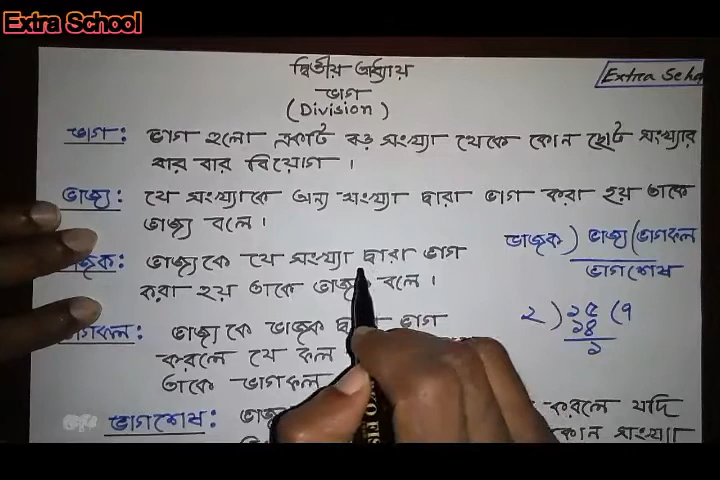 Extra School
দ্বিতীয় অধ্যায়
ভাগ
(Division)
Extra Scho
ভাগ: ভাগ হলো একটি বড় সংখ্যা থেকে কোন ছোট সংখ্যার
বার বার বিয়োগ ।
ভাজ্য: যে সংখ্যাকে অন্য সংখ্যা দ্বারা ভাগ করা হয় তাকে
ভাজ্য বলে ।
ভাজক: ভাজ্য কে যে সংখ্যা দ্বারা ভাগ
করা হয় তাকে ভাজক বলে ।
ভাগফল: ভাজ্য কে ভাজক ভাগ
করলে যে ফল
তাকে ভাগফল
ভাজক ) ভাজ্য ( ভাগফল
ভাগশেষ
২ ) ১৫ ( ৭
১৪
১
ভাগশেষ: করলে যদি
কোন সংখ্যা